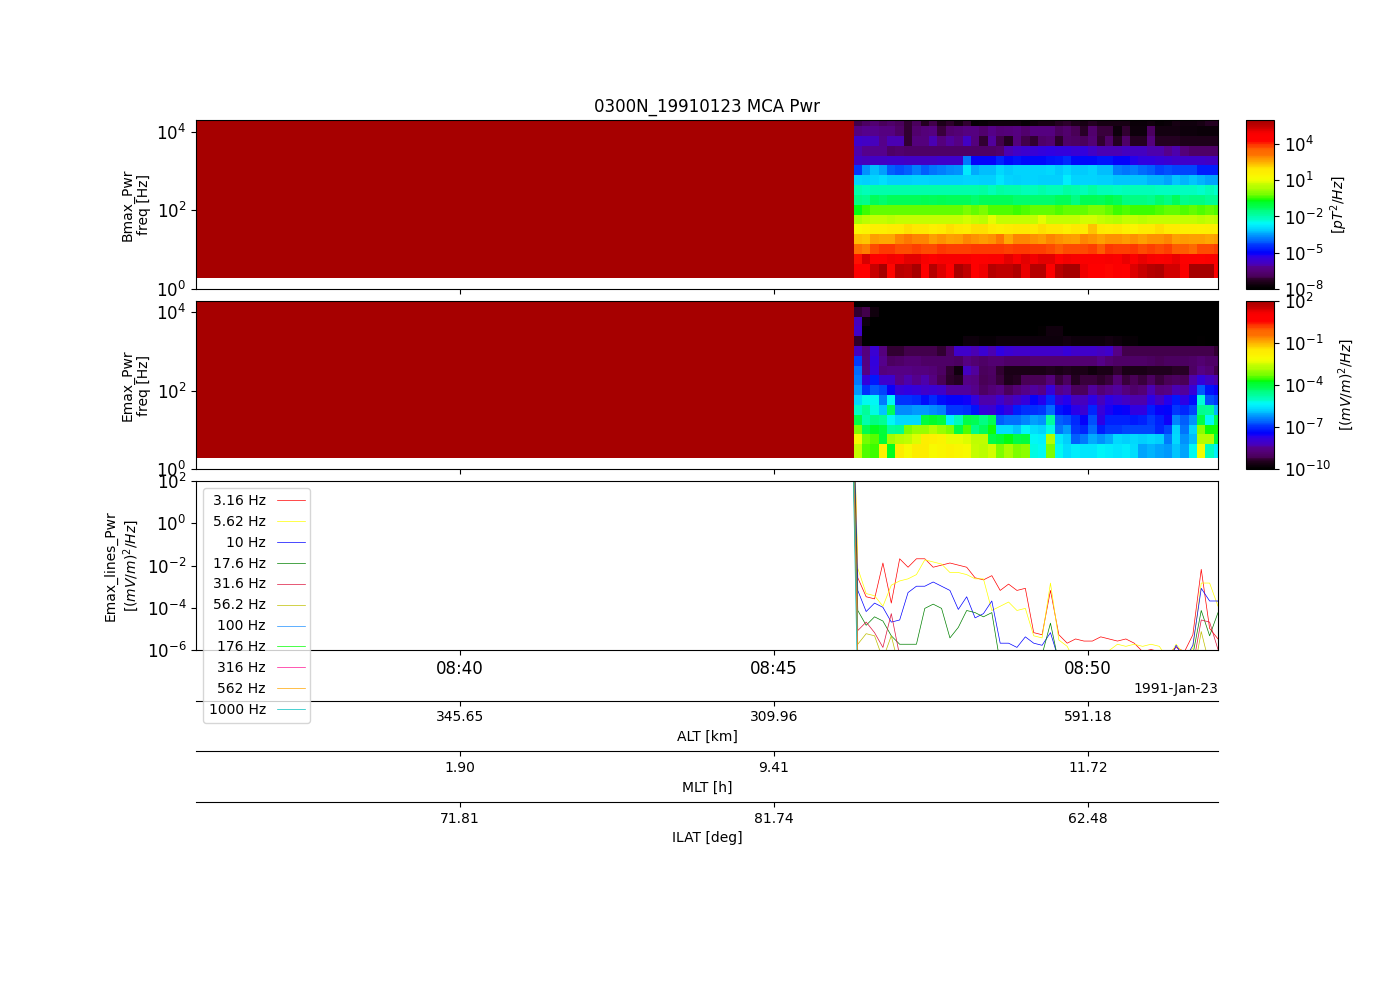 0300N_19910123 MCA Pwr
Bmax_Pwr
freq [Hz]
10^4
10^2
10^0
10^4
10^1
10^-2
10^-5
10^-8
[pT^2/Hz]
Emax_Pwr
freq [Hz]
10^4
10^2
10^0
10^2
10^-1
10^-4
10^-7
10^-10
[(mV/m)^2/Hz]
Emax_lines_Pwr
[(mV/m)^2/Hz]
10^2
10^0
10^-2
10^-4
10^-6
3.16 Hz
5.62 Hz
10 Hz
17.6 Hz
31.6 Hz
56.2 Hz
100 Hz
176 Hz
316 Hz
562 Hz
1000 Hz
08:40 08:45 08:50
1991-Jan-23
345.65 309.96 591.18
ALT [km]
1.90 9.41 11.72
MLT [h]
71.81 81.74 62.48
ILAT [deg]